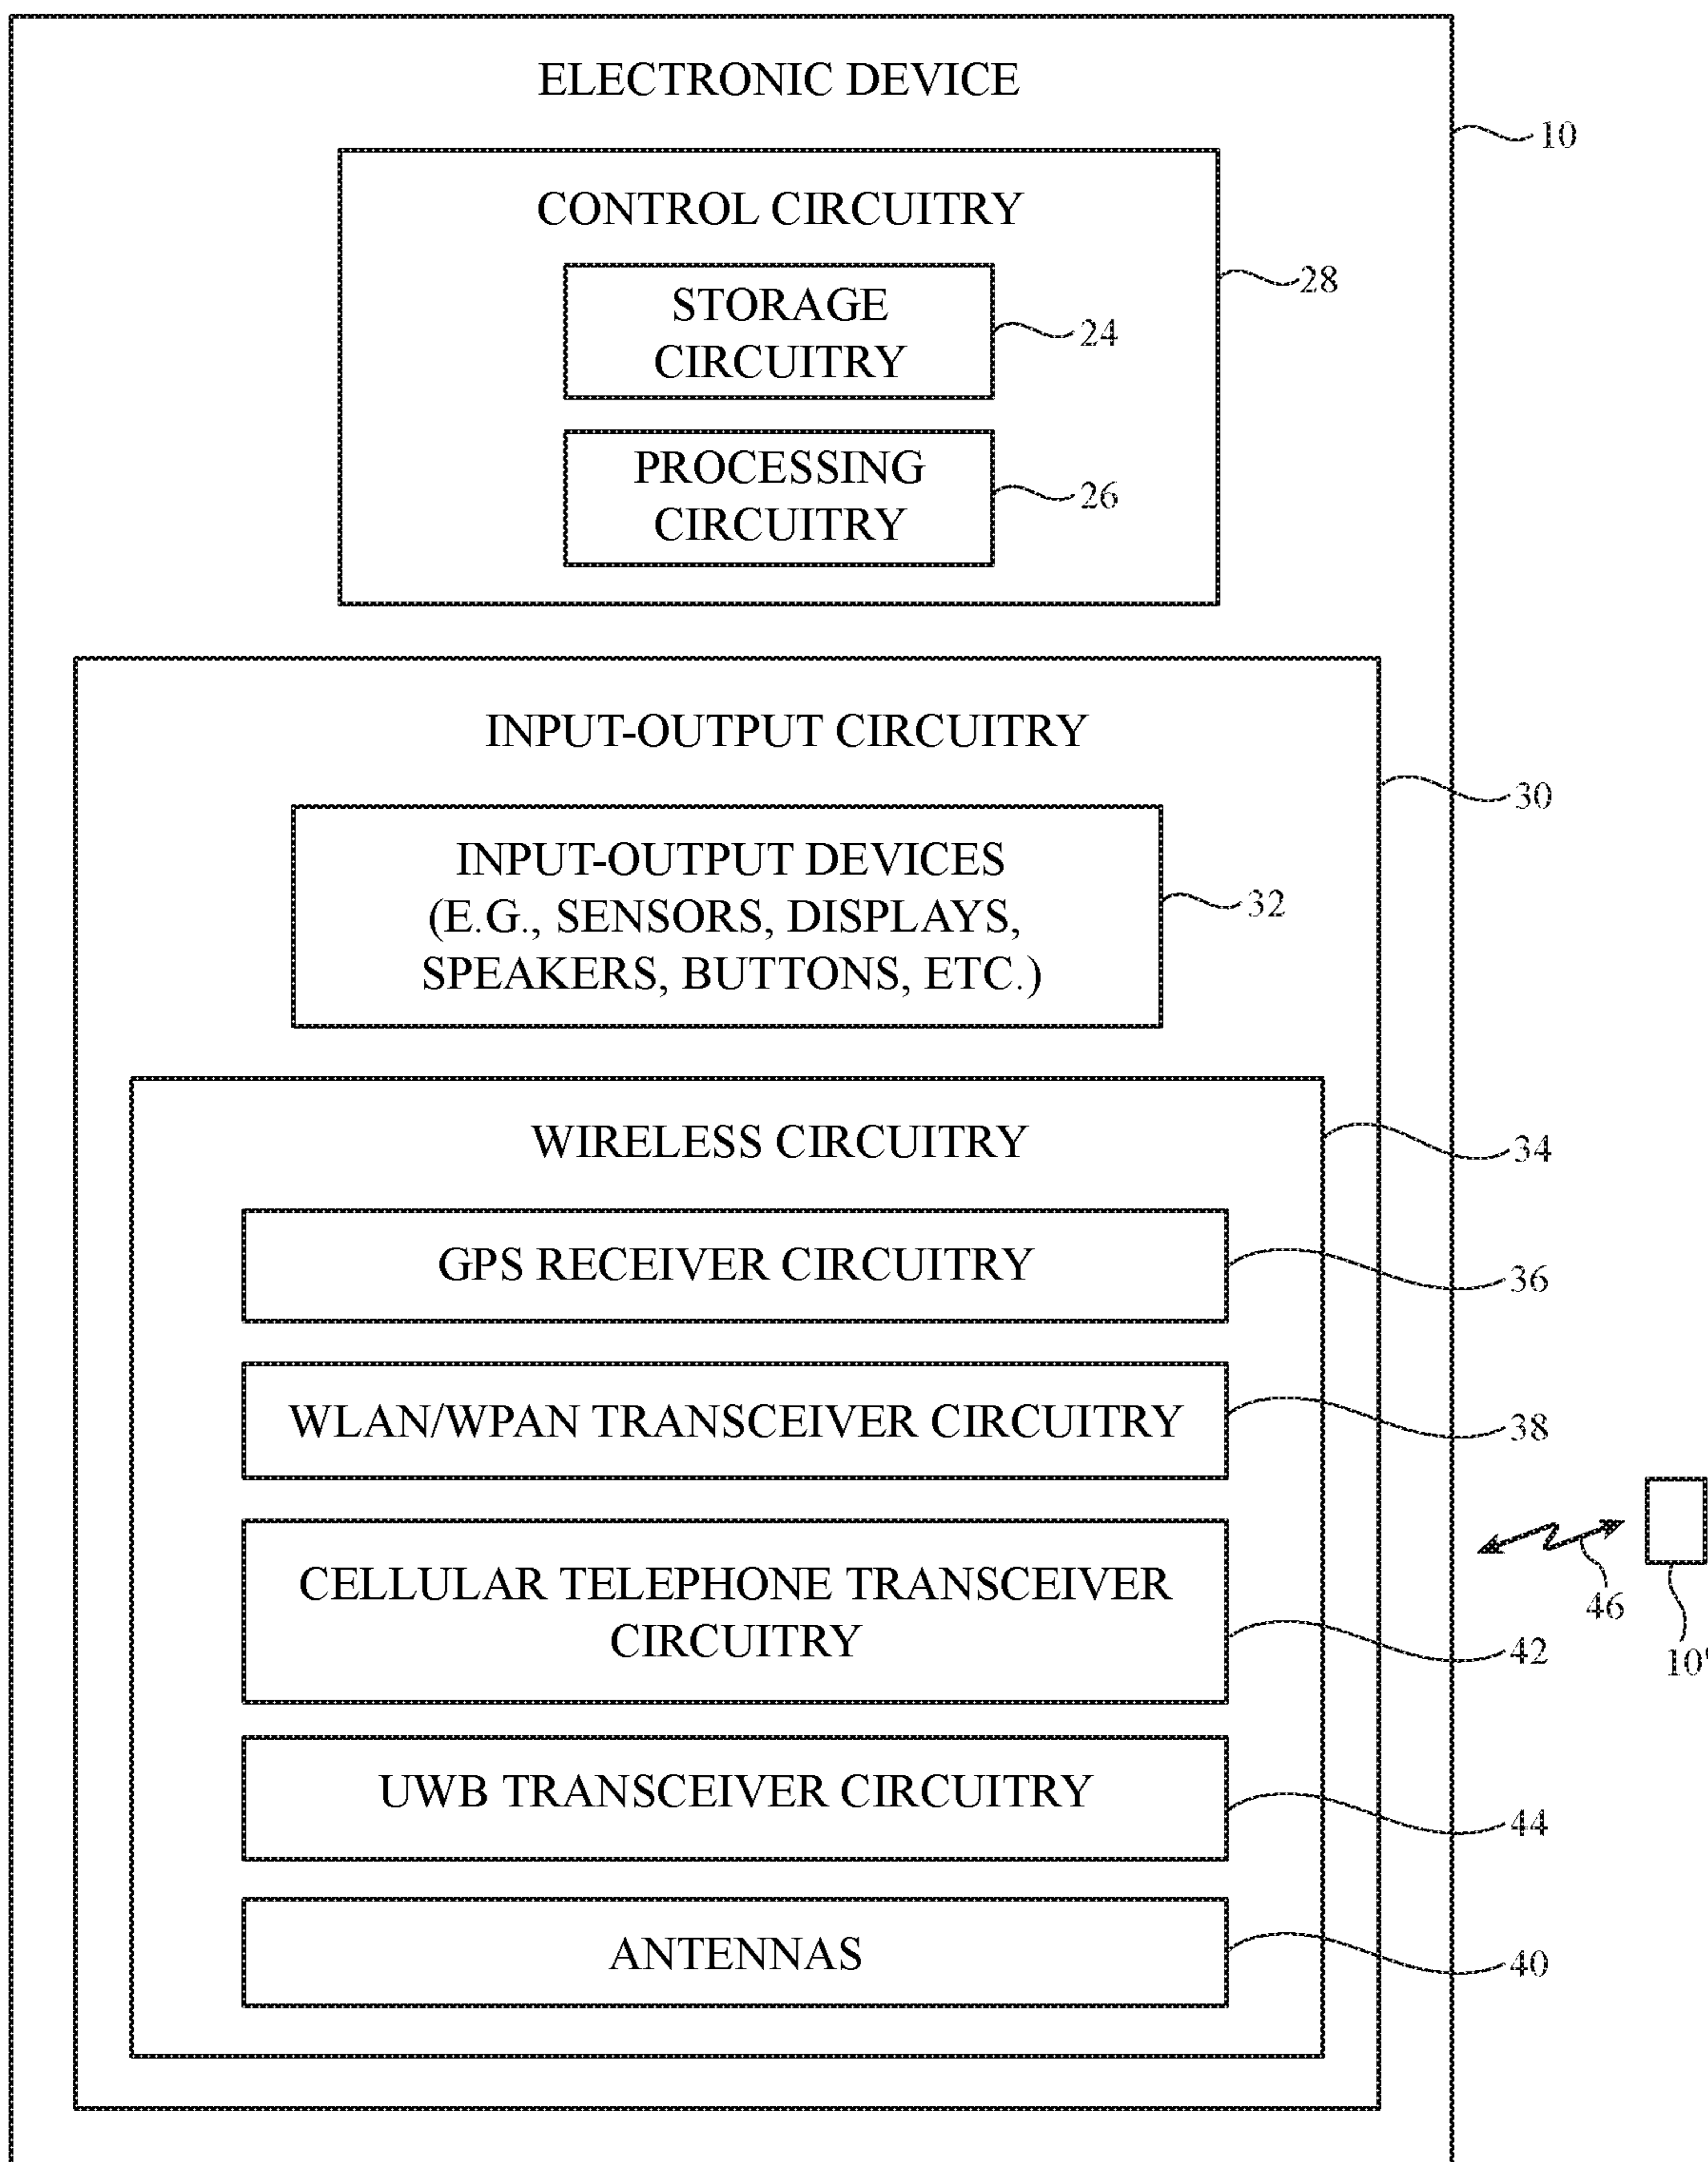 ELECTRONIC DEVICE
10
CONTROL CIRCUITRY
28
STORAGE
CIRCUITRY
24
PROCESSING
CIRCUITRY
26
INPUT-OUTPUT CIRCUITRY
30
INPUT-OUTPUT DEVICES
(E.G., SENSORS, DISPLAYS,
SPEAKERS, BUTTONS, ETC.)
32
WIRELESS CIRCUITRY
34
GPS RECEIVER CIRCUITRY
36
WLAN/WPAN TRANSCEIVER CIRCUITRY
38
CELLULAR TELEPHONE TRANSCEIVER
CIRCUITRY
42
46
10'
UWB TRANSCEIVER CIRCUITRY
44
ANTENNAS
40